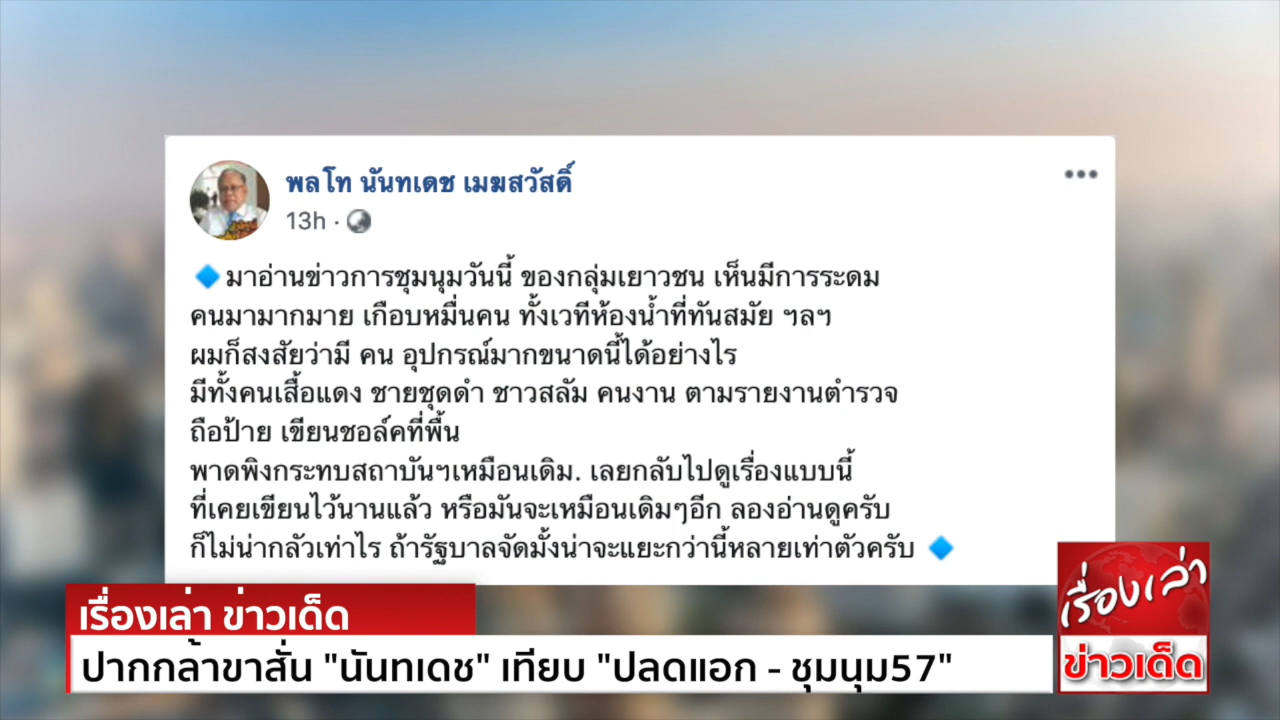 พลโท นันทเดช เมฆสวัสดิ์
13h ·
🔷มาอ่านข่าวการชุมนุมวันนี้ ของกลุ่มเยาวชน เห็นมีการระดม
คนมามากมาย เกือบหมื่นคน ทั้งเวทีห้องน้ำที่ทันสมัย ฯลฯ
ผมก็สงสัยว่ามี คน อุปกรณ์มากขนาดนี้ได้อย่างไร
มีทั้งคนเสื้อแดง ชายชุดดำ ชาวสลัม คนงาน ตามรายงานตำรวจ
ถือป้าย เขียนชอล์คที่พื้น
พาดพิงกระทบสถาบันฯเหมือนเดิม. เลยกลับไปดูเรื่องแบบนี้
ที่เคยเขียนไว้นานแล้ว หรือมันจะเหมือนเดิมๆอีก ลองอ่านดูครับ
ก็ไม่น่ากลัวเท่าไร ถ้ารัฐบาลจัดมั้งน่าจะแยะกว่านี้หลายเท่าตัวครับ 🔷
เรื่องเล่า ข่าวเด็ด
ปากกล้าขาสั่น "นันทเดช" เทียบ "ปลดแอก - ชุมนุม57"
เรื่องเล่า
ข่าวเด็ด